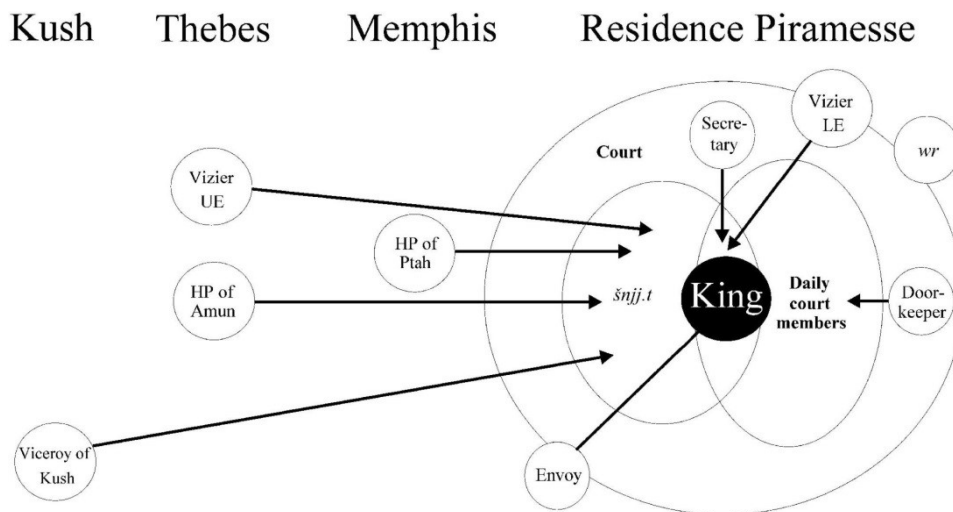 Kush Thebes Memphis Residence Piramesse
Vizier
LE
Secre-
tary
wr
Court
Vizier
UE
HP of
Ptah
HP of
Amun
šnjj.t
King
Daily
court
members
Door-
keeper
Viceroy of
Kush
Envoy